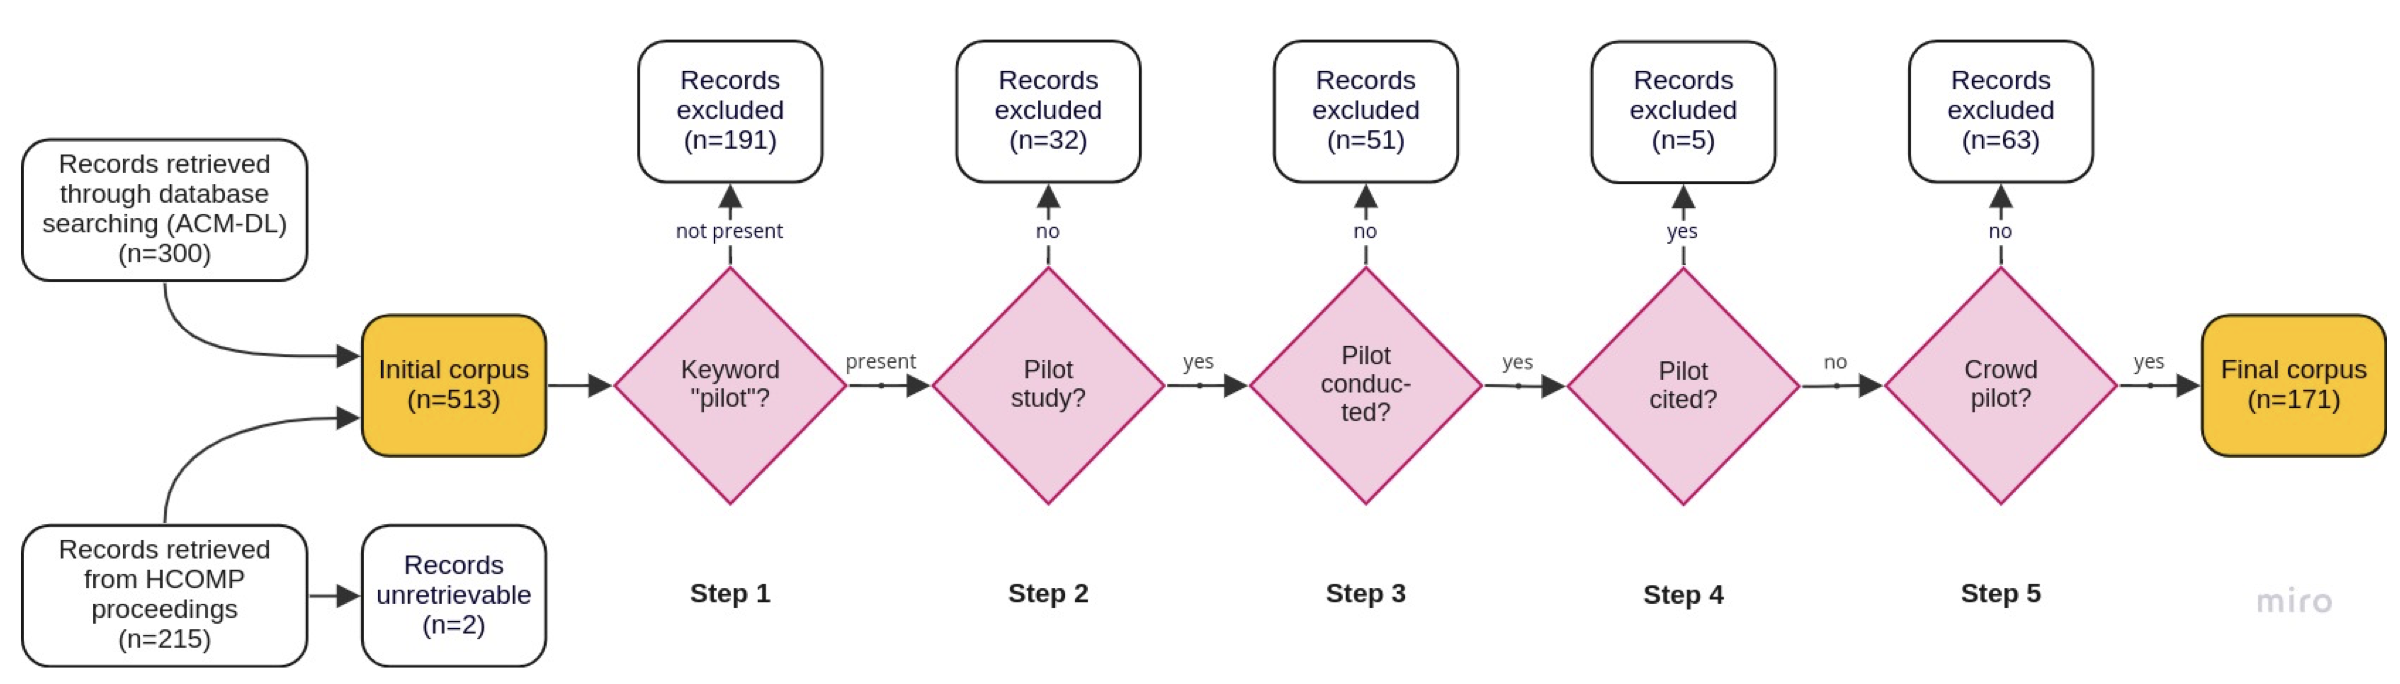 Records retrieved
through database
searching (ACM-DL)
(n=300)
Records retrieved
from HCOMP
proceedings
(n=215)
Records
unretrievable
(n=2)
Initial corpus
(n=513)
Records
excluded
(n=191)
not present
Keyword
"pilot"?
present
Step 1
Records
excluded
(n=32)
no
Pilot
study?
yes
Step 2
Records
excluded
(n=51)
no
Pilot
conduc-
ted?
yes
Step 3
Records
excluded
(n=5)
yes
Pilot
cited?
no
Step 4
Records
excluded
(n=63)
no
Crowd
pilot?
yes
Step 5
Final corpus
(n=171)
miro